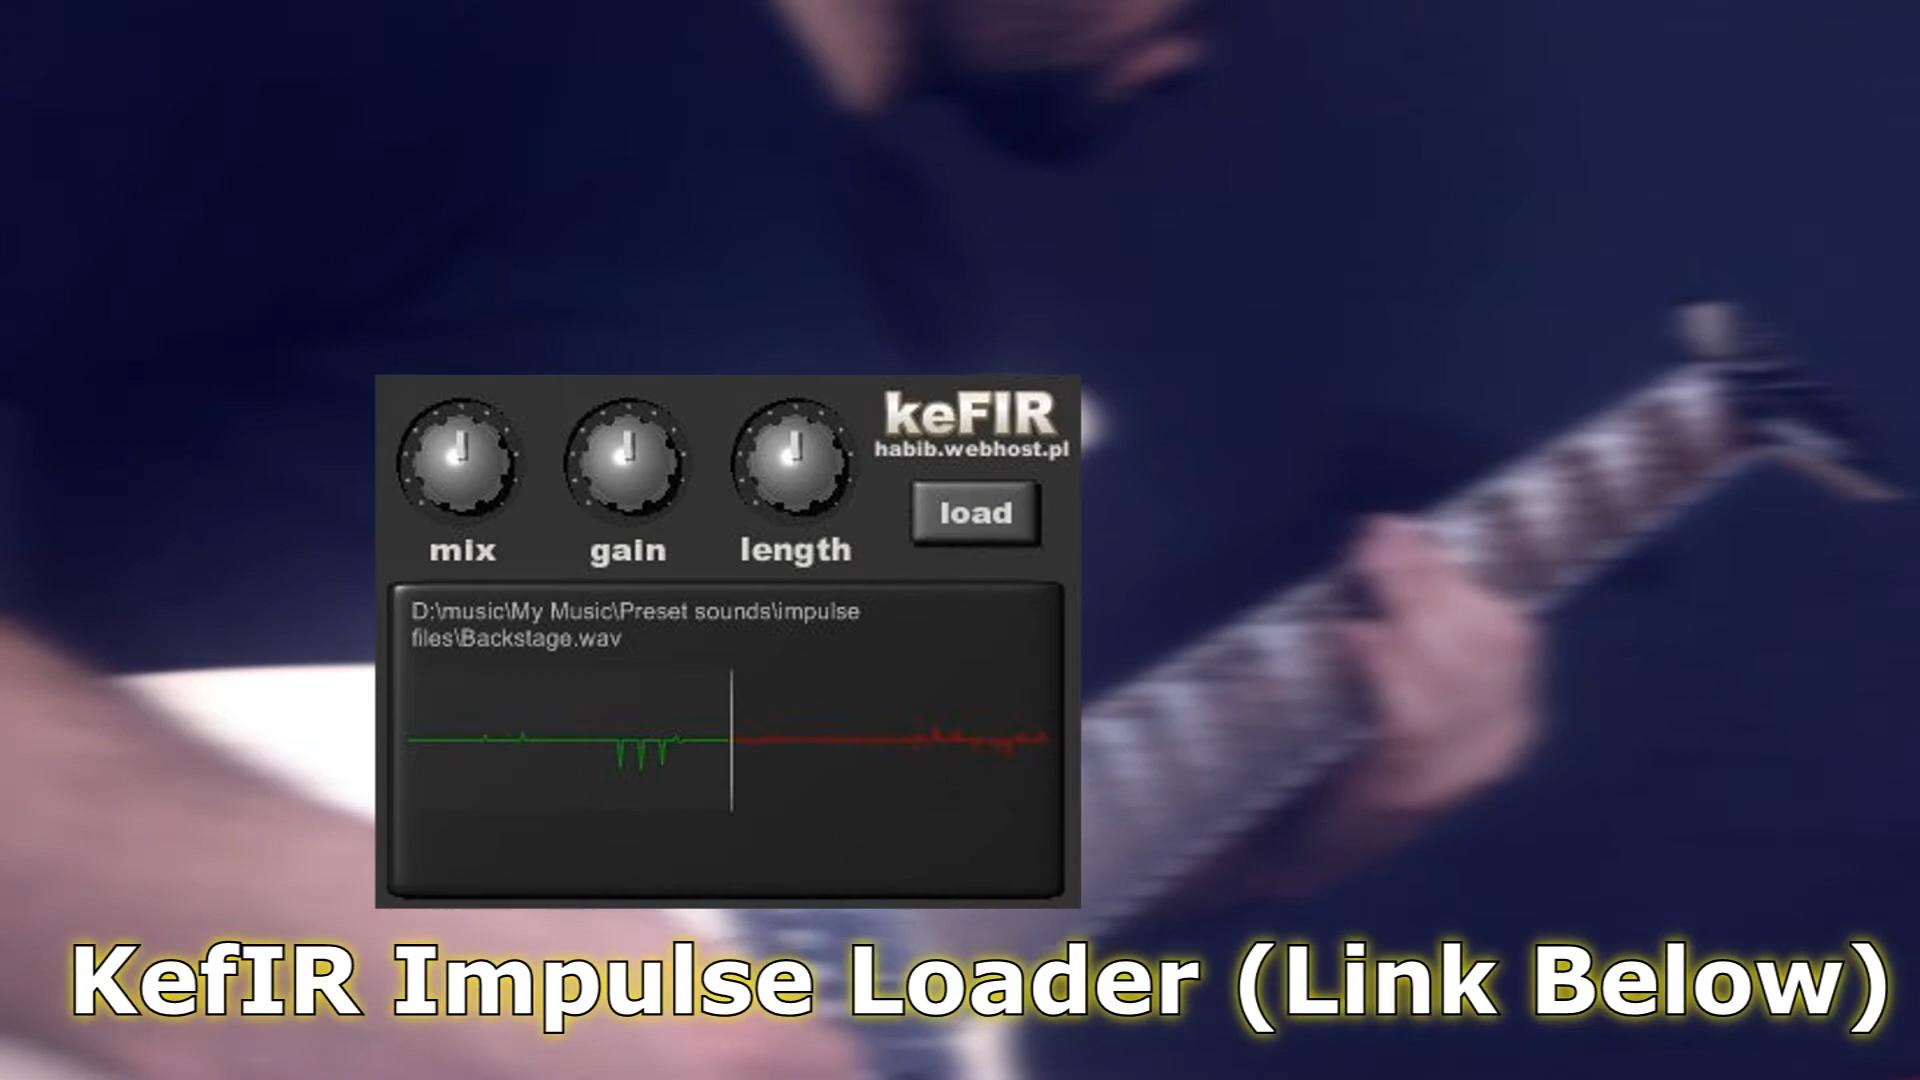 keFIR
habib.webhost.pl
load
mix gain length
D:\music\My Music\Preset sounds\impulse
files\Backstage.wav
KefIR Impulse Loader (Link Below)